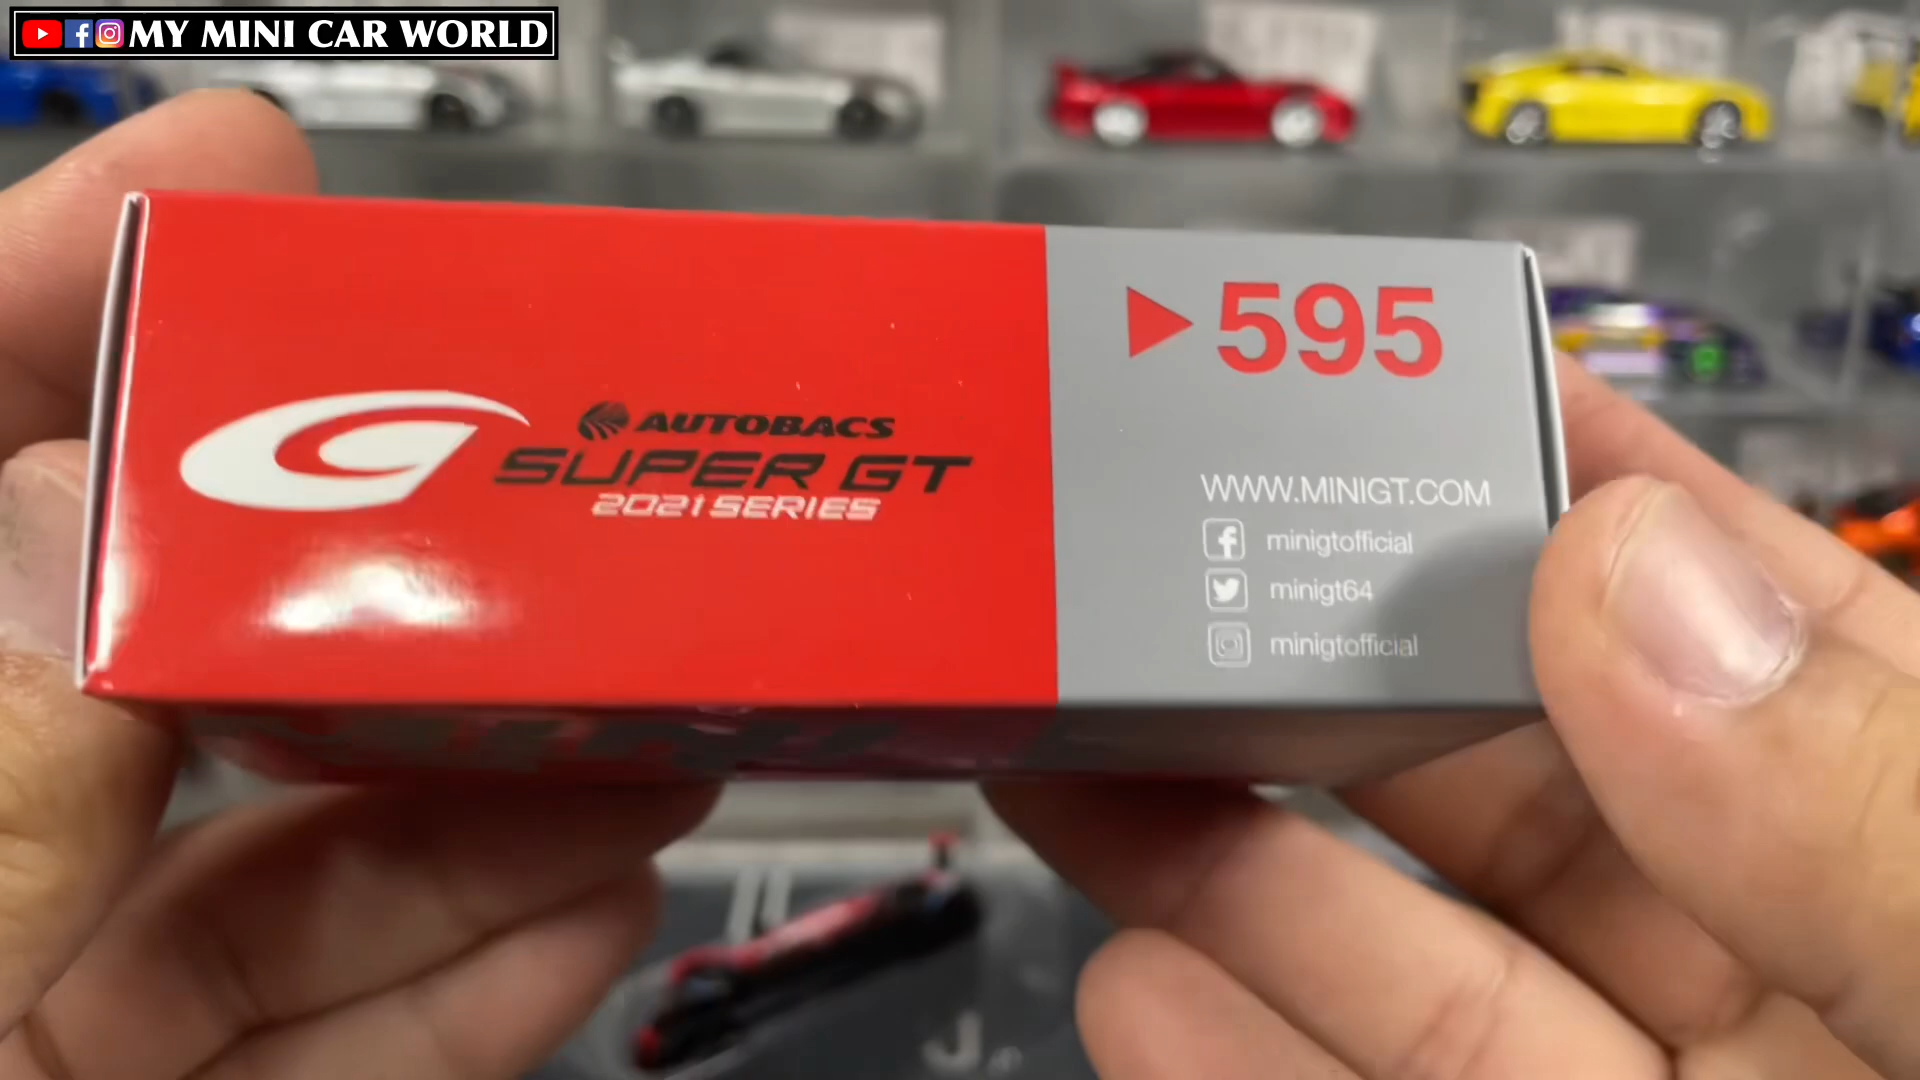 MY MINI CAR WORLD
595
AUTOBACS
SUPER GT
2021 SERIES
WWW.MINIGT.COM
minigtofficial
minigt64
minigtofficial